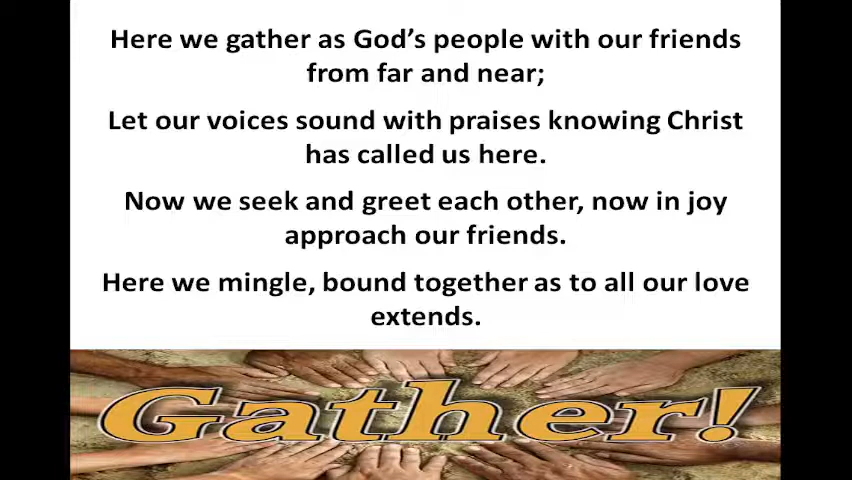 Here we gather as God’s people with our friends
from far and near;
Let our voices sound with praises knowing Christ
has called us here.
Now we seek and greet each other, now in joy
approach our friends.
Here we mingle, bound together as to all our love
extends.
Gather!